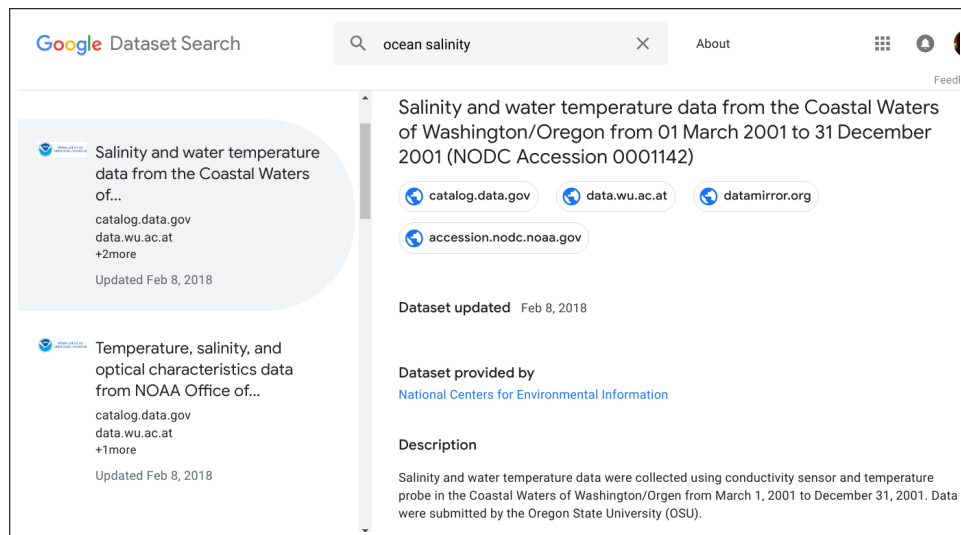 Google Dataset Search
ocean salinity
About
Salinity and water temperature
data from the Coastal Waters
of...
catalog.data.gov
data.wu.ac.at
+2more
Updated Feb 8, 2018
Temperature, salinity, and
optical characteristics data
from NOAA Office of...
catalog.data.gov
data.wu.ac.at
+1more
Updated Feb 8, 2018
Salinity and water temperature data from the Coastal Waters
of Washington/Oregon from 01 March 2001 to 31 December
2001 (NODC Accession 0001142)
catalog.data.gov data.wu.ac.at datamirror.org
accession.nodc.noaa.gov
Dataset updated Feb 8, 2018
Dataset provided by
National Centers for Environmental Information
Description
Salinity and water temperature data were collected using conductivity sensor and temperature
probe in the Coastal Waters of Washington/Orgen from March 1, 2001 to December 31, 2001. Data
were submitted by the Oregon State University (OSU).